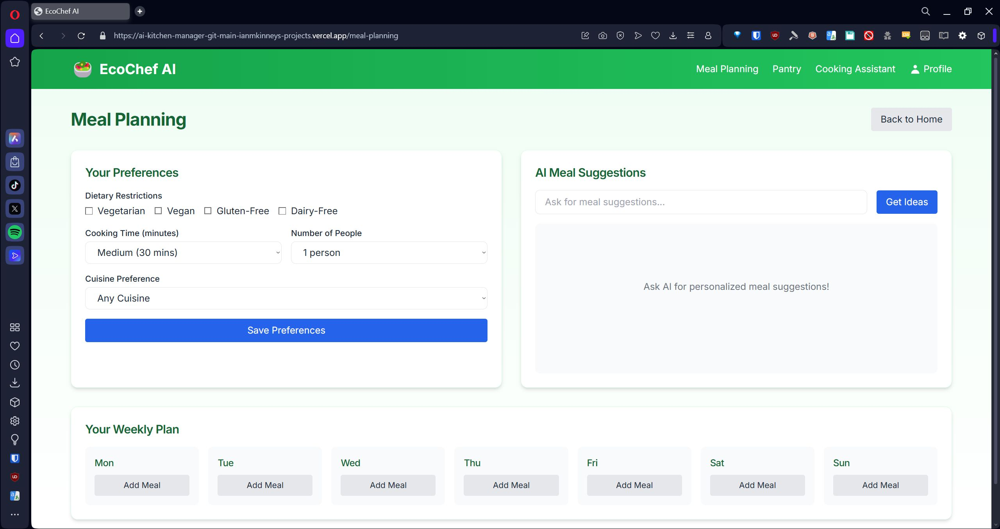 EcoChef AI
https://ai-kitchen-manager-git-main-ianmkinneys-projects.vercel.app/meal-planning
EcoChef AI
Meal Planning
Pantry
Cooking Assistant
Profile
Meal Planning
Back to Home
Your Preferences
Dietary Restrictions
Vegetarian
Vegan
Gluten-Free
Dairy-Free
Cooking Time (minutes)
Number of People
Medium (30 mins)
1 person
Cuisine Preference
Any Cuisine
Save Preferences
AI Meal Suggestions
Ask for meal suggestions...
Get Ideas
Ask AI for personalized meal suggestions!
Your Weekly Plan
Mon
Tue
Wed
Thu
Fri
Sat
Sun
Add Meal
Add Meal
Add Meal
Add Meal
Add Meal
Add Meal
Add Meal